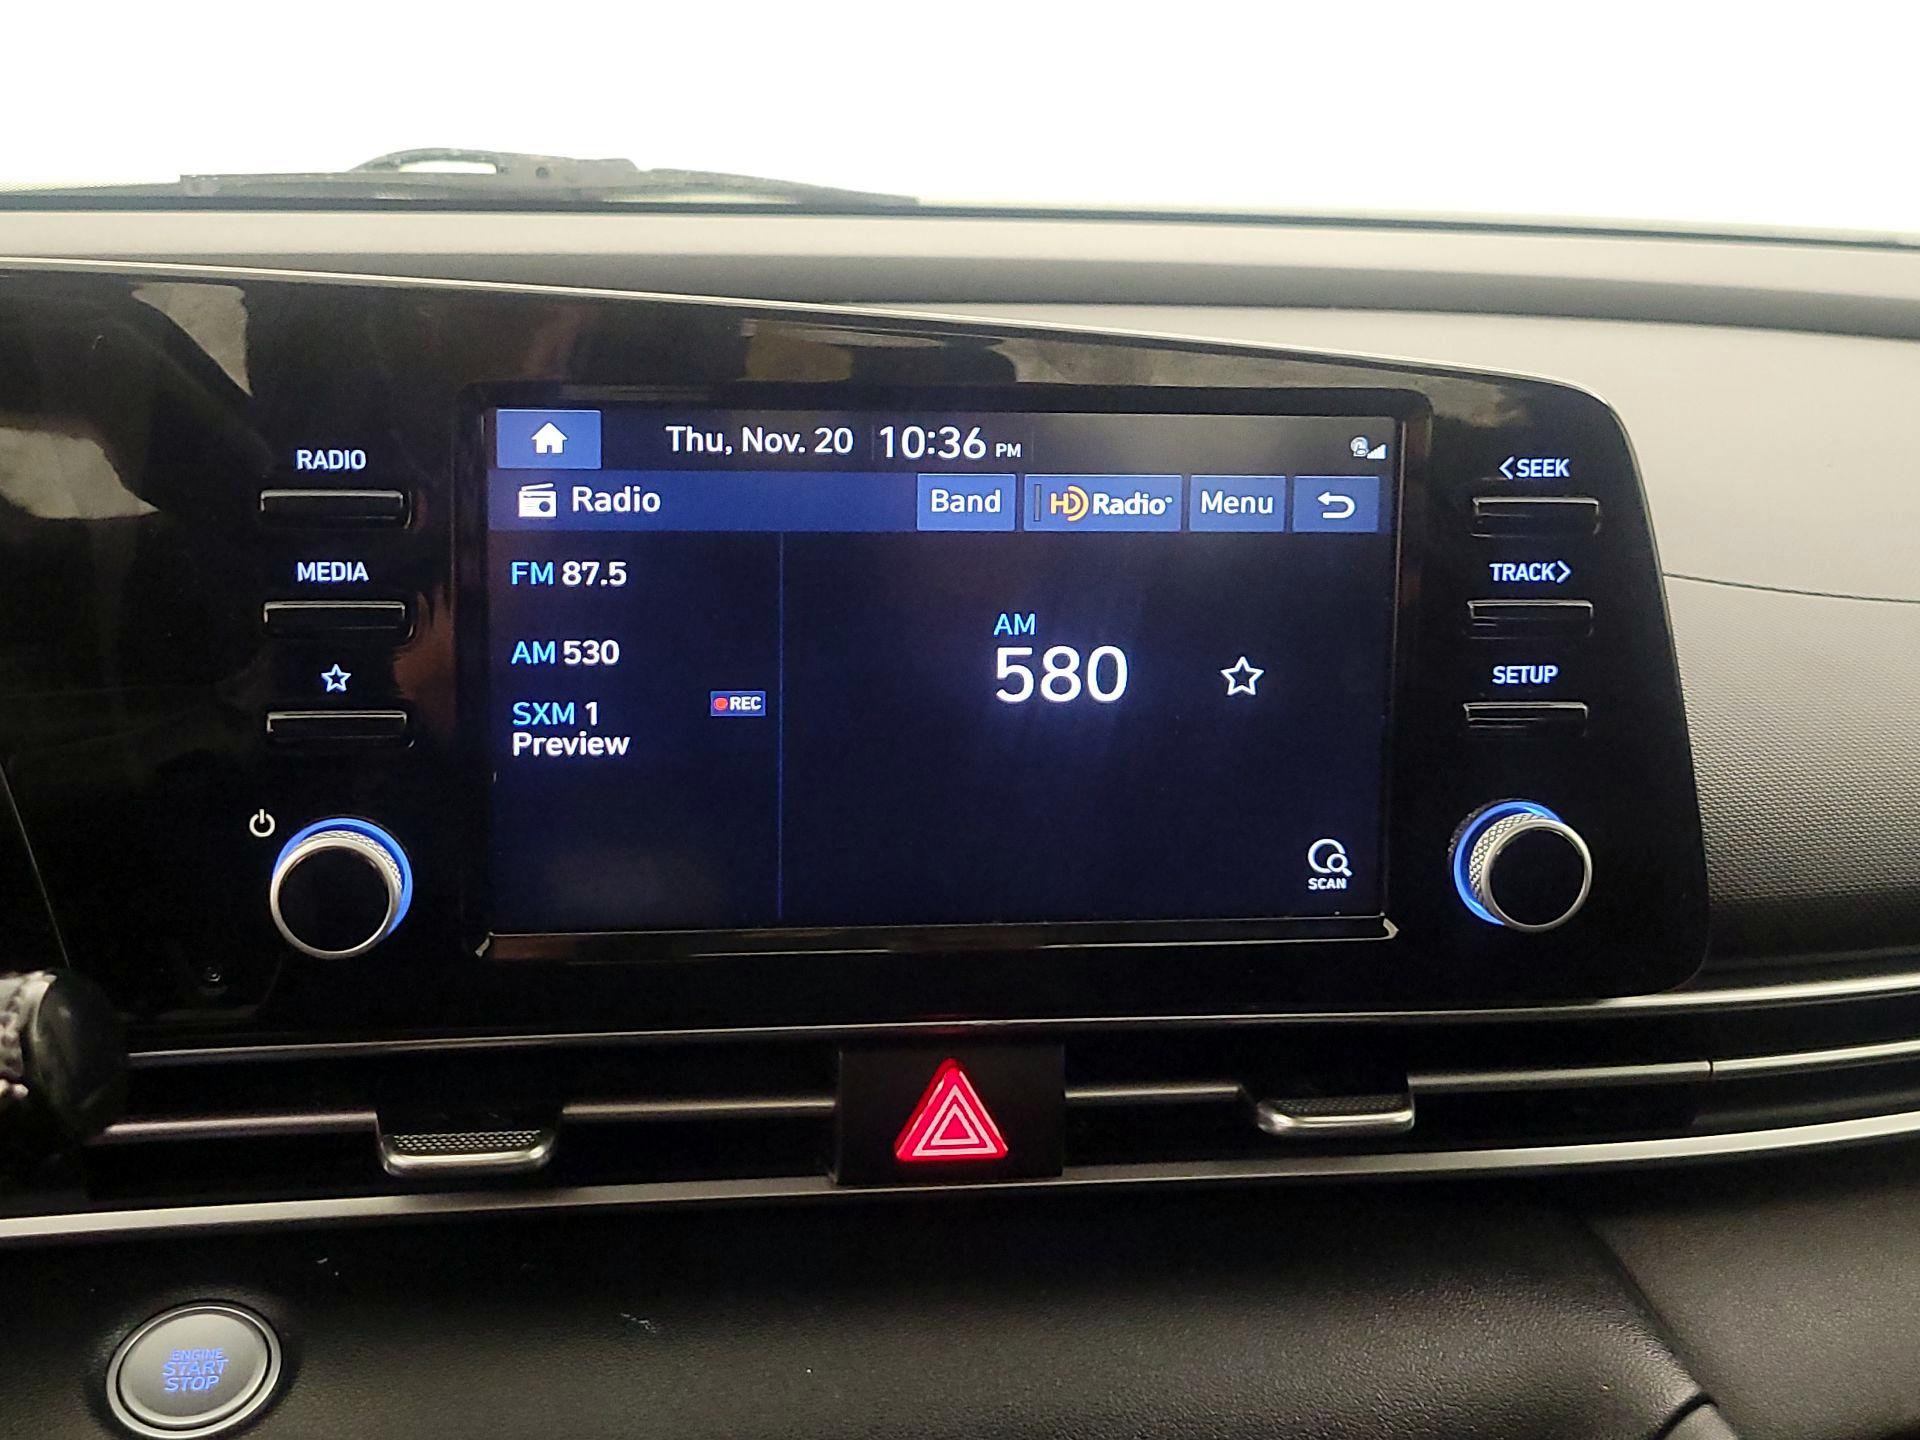 RADIO
MEDIA
Thu, Nov. 20 10:36 PM
Radio
Band
HD Radio
Menu
FM 87.5
AM 530
SXM 1
Preview
REC
AM
580
SCAN
<SEEK
TRACK>
SETUP
ENGINE
START
STOP